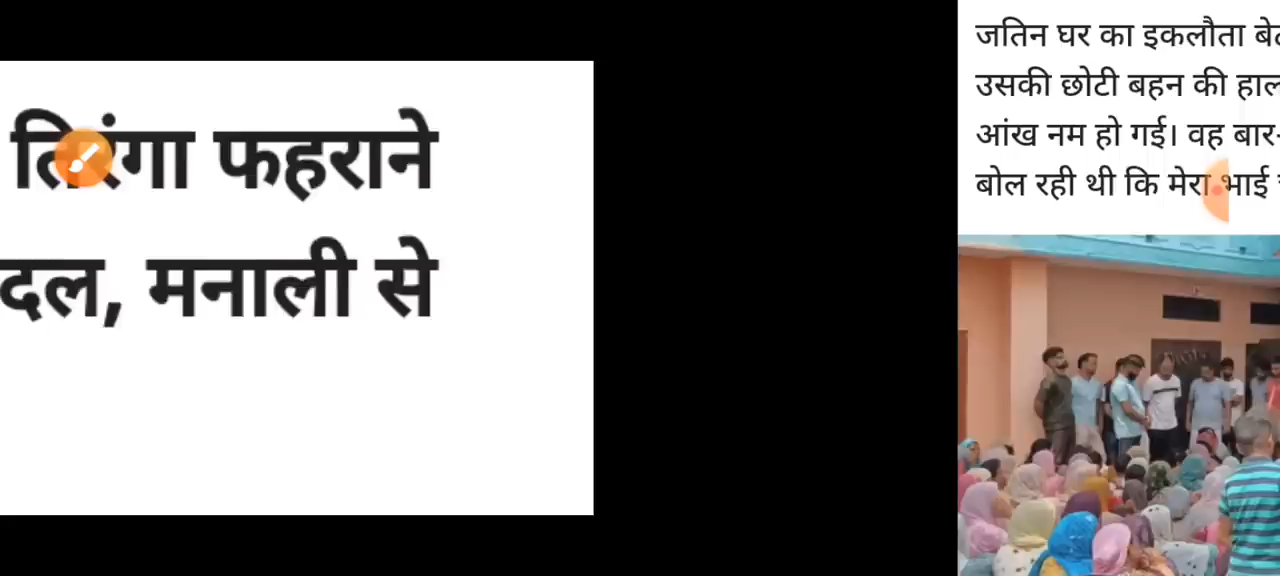 तिरंगा फहराने
दल, मनाली से
जतिन घर का इकलौता
उसकी छोटी बहन की
आंख नम हो गई। वह बार-
बोल रही थी कि मेरा भाई